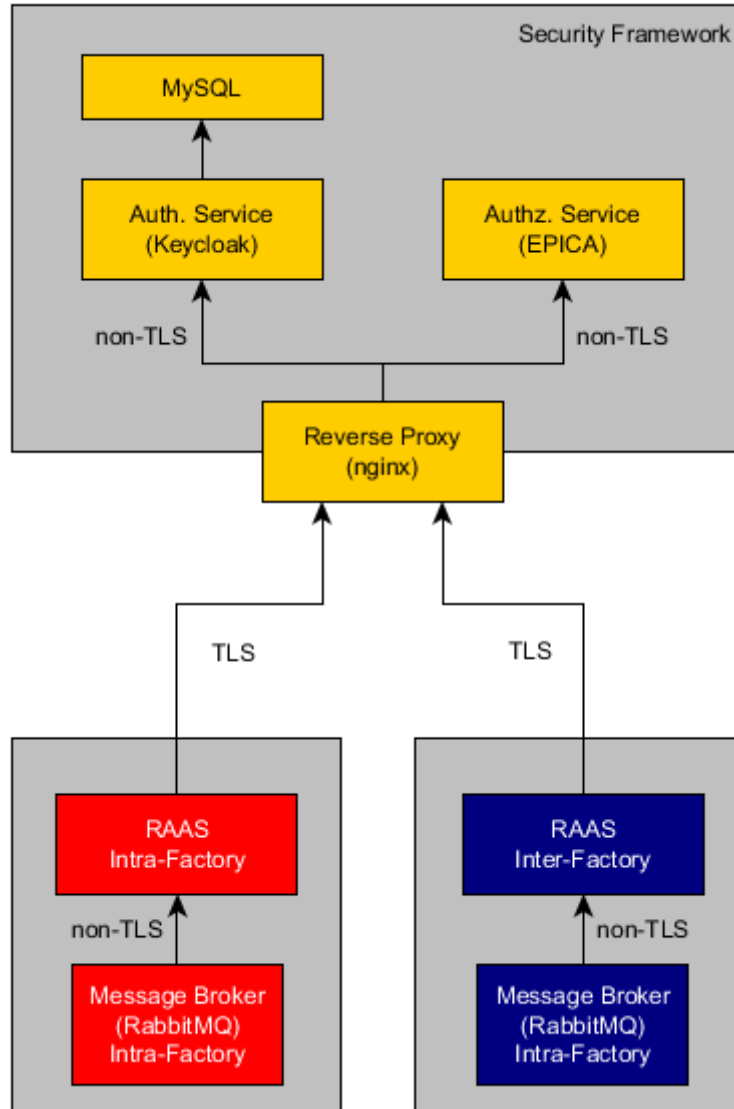 Security Framework
MySQL
Auth. Service
(Keycloak)
Authz. Service
(EPICA)
non-TLS
non-TLS
Reverse Proxy
(nginx)
TLS
TLS
RAAS
Intra-Factory
RAAS
Inter-Factory
non-TLS
non-TLS
Message Broker
(RabbitMQ)
Intra-Factory
Message Broker
(RabbitMQ)
Intra-Factory